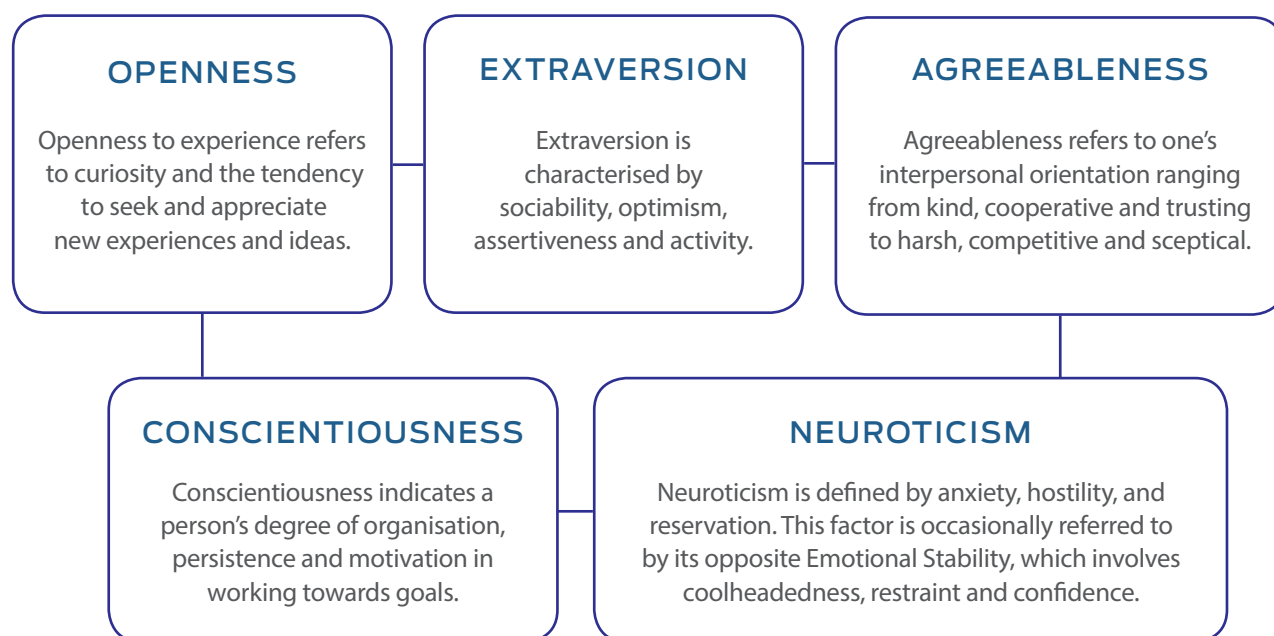 OPENNESS
Openness to experience refers
to curiosity and the tendency
to seek and appreciate
new experiences and ideas.
EXTRAVERSION
Extraversion is
characterised by
sociability, optimism,
assertiveness and activity.
AGREEABLENESS
Agreeableness refers to one’s
interpersonal orientation ranging
from kind, cooperative and trusting
to harsh, competitive and sceptical.
CONSCIENTIOUSNESS
Conscientiousness indicates a
person’s degree of organisation,
persistence and motivation in
working towards goals.
NEUROTICISM
Neuroticism is defined by anxiety, hostility, and
reservation. This factor is occasionally referred to
by its opposite Emotional Stability, which involves
coolheadedness, restraint and confidence.